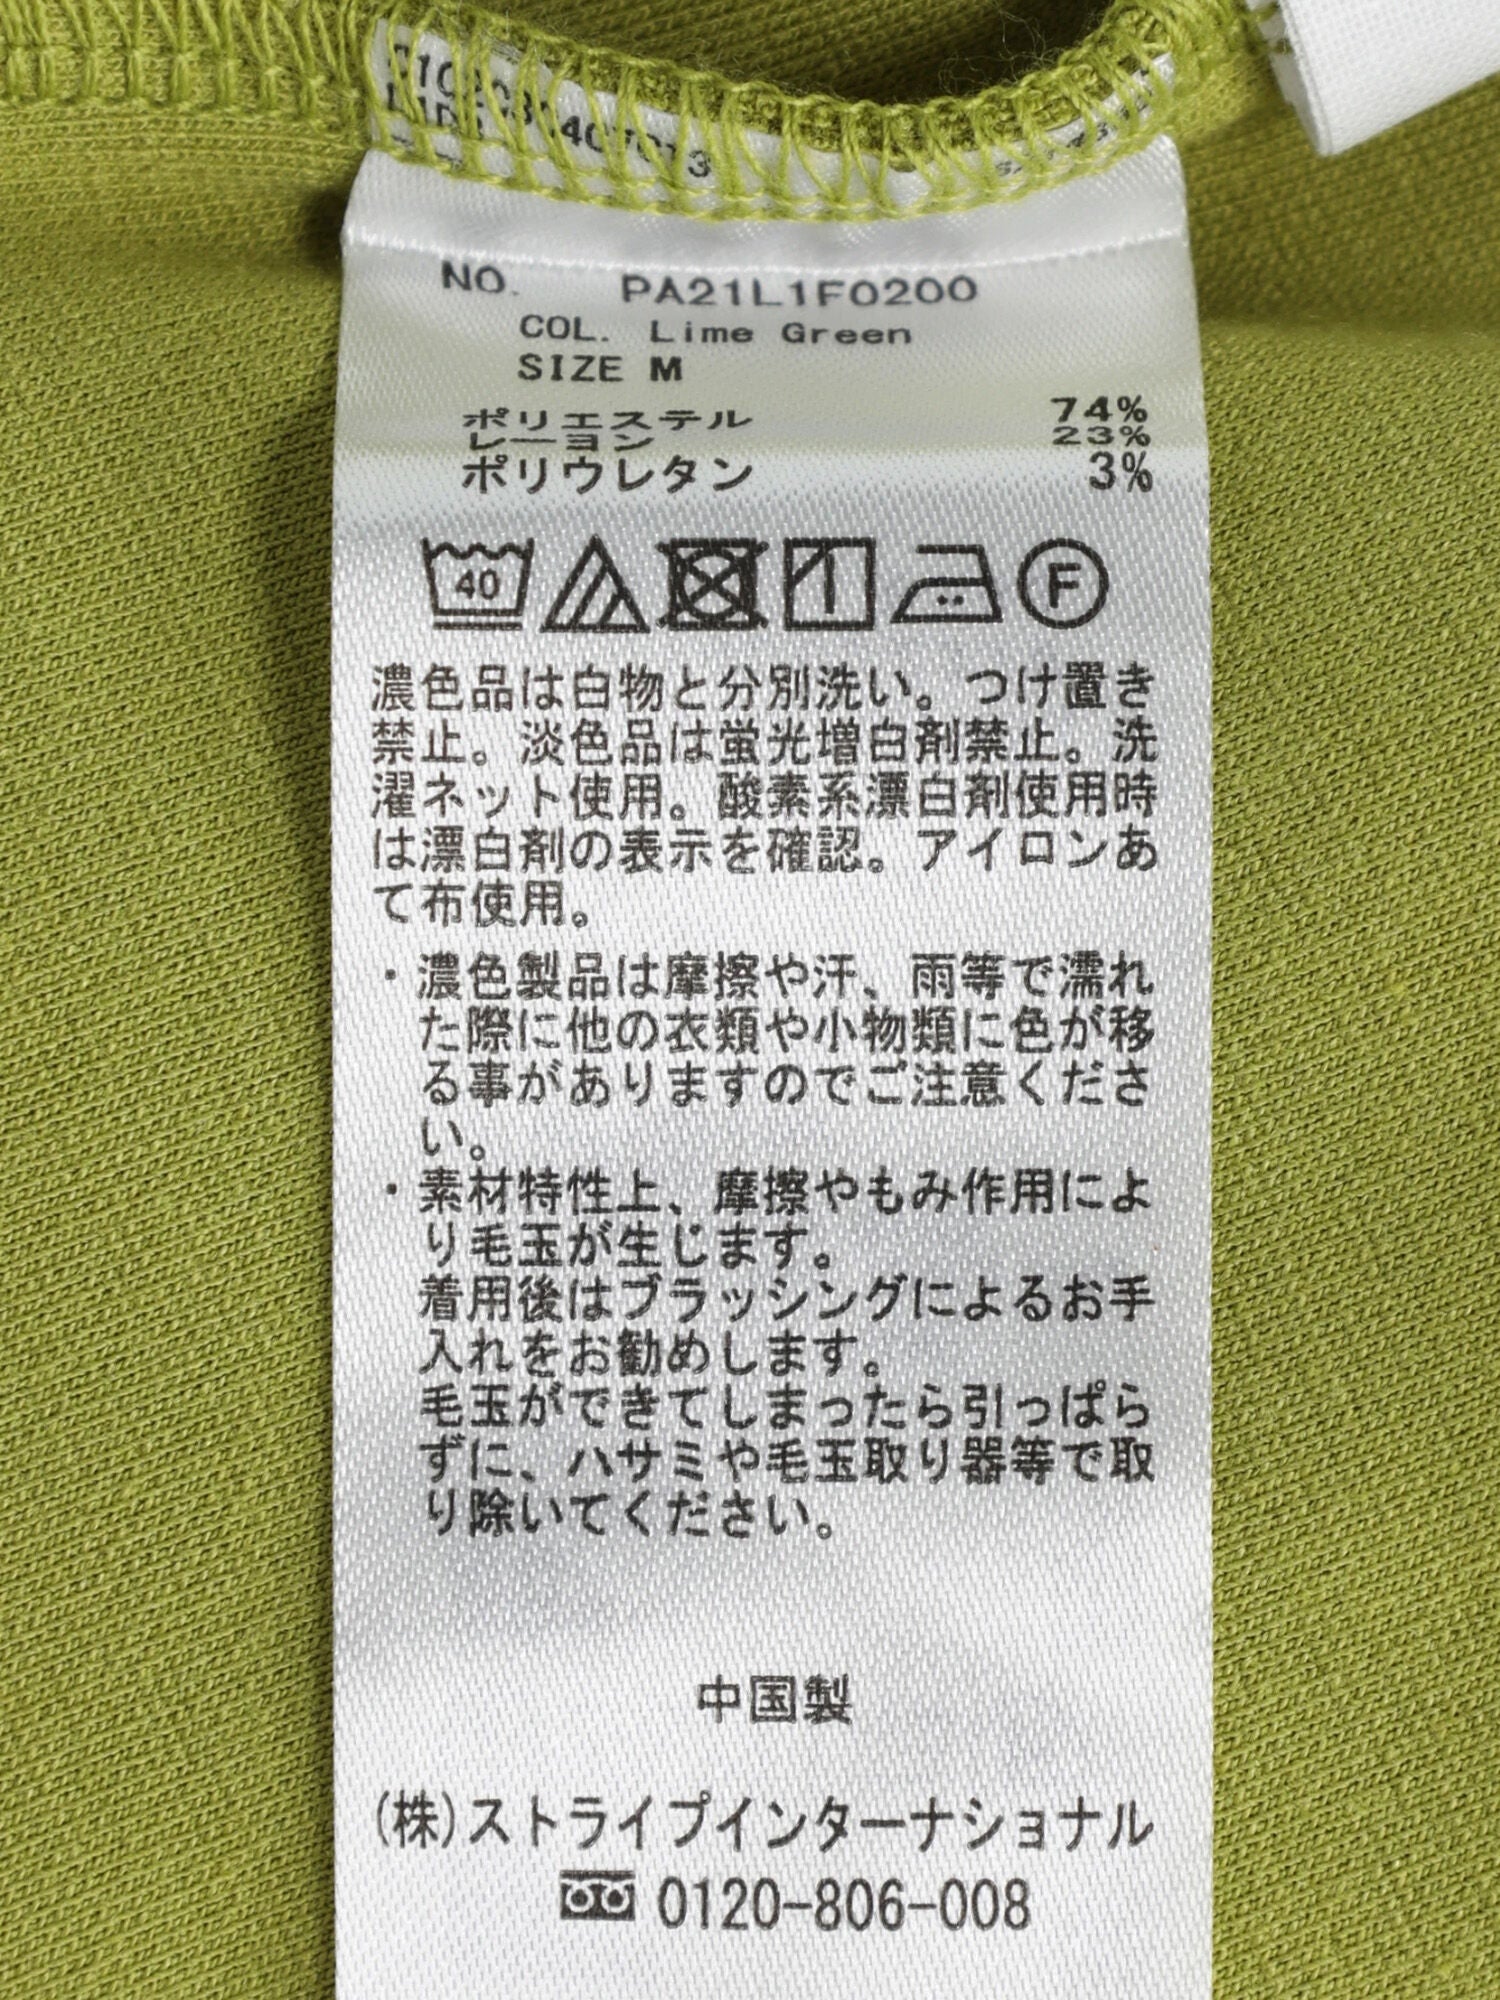 NO. PA21L1F0200
COL. Lime Green
SIZE M
ポリエステル 74%
レーヨン 23%
ポリウレタン 3%
40
F
濃色品は白物と分別洗い。つけ置き
禁止。淡色品は蛍光増白剤禁止。洗
濯ネット使用。酸素系漂白剤使用時
は漂白剤の表示を確認。アイロンあ
て布使用。
・濃色製品は摩擦や汗、雨等で濡れ
た際に他の衣類や小物類に色が移
る事がありますのでご注意くださ
い。
・素材特性上、摩擦やもみ作用によ
り毛玉が生じます。
着用後はブラッシングによるお手
入れをお勧めします。
毛玉ができてしまったら引っぱら
ずに、ハサミや毛玉取り器等で取
り除いてください。
中国製
(株)ストライプインターナショナル
0120-806-008